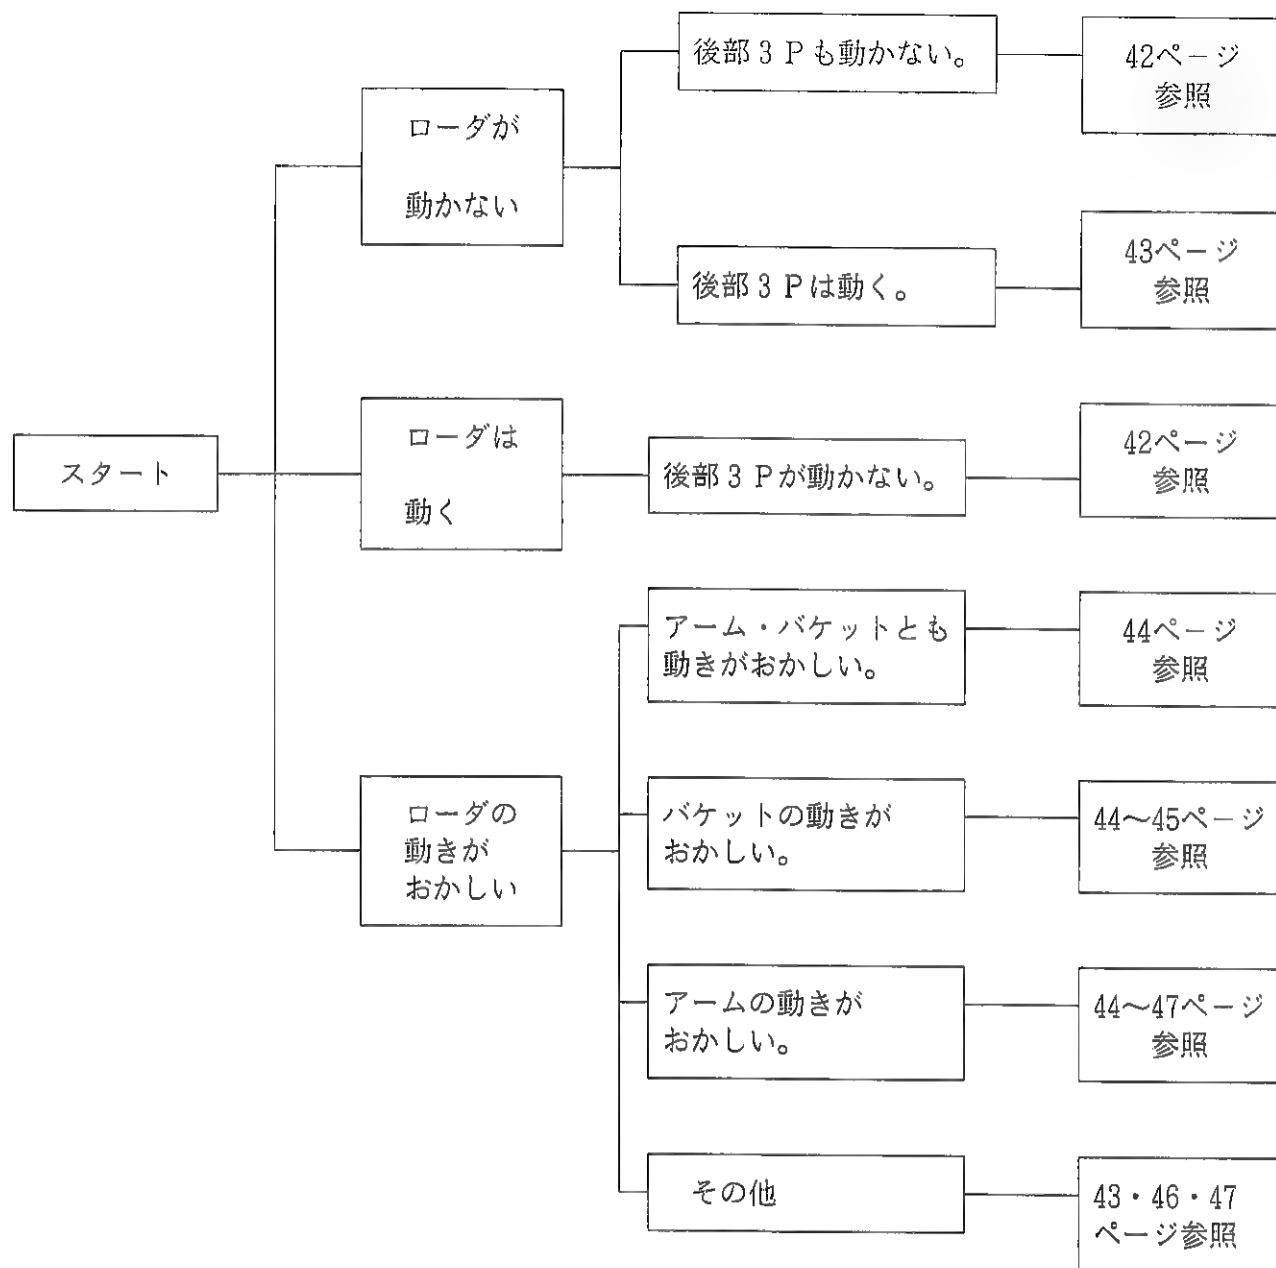 スタート
ローダが
動かない
後部3Pも動かない。
42ページ
参照
後部3Pは動く。
43ページ
参照
ローダは
動く
後部3Pが動かない。
42ページ
参照
ローダの
動きが
おかしい
アーム・バケットとも
動きがおかしい。
44ページ
参照
バケットの動きが
おかしい。
44〜45ページ
参照
アームの動きが
おかしい。
44〜47ページ
参照
その他
43・46・47
ページ参照